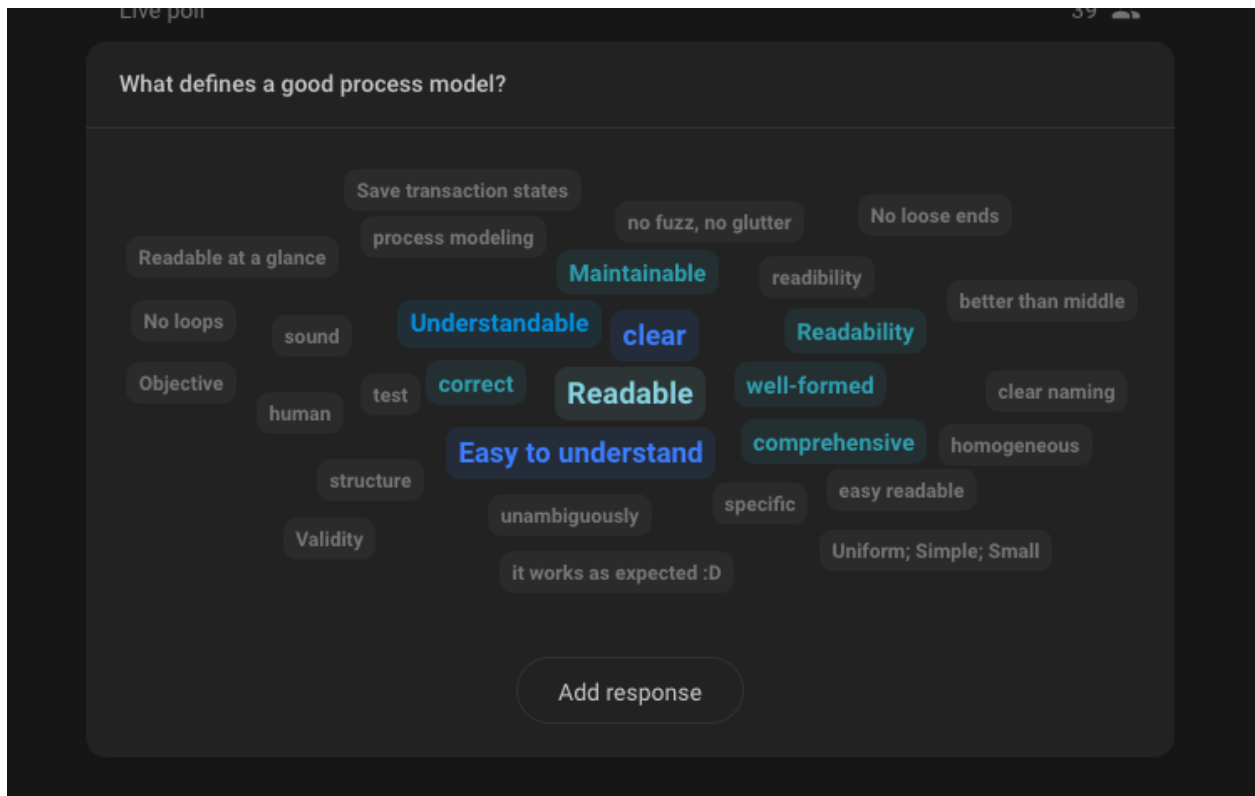 Live poll 39
What defines a good process model?
Save transaction states
No loose ends
no fuzz, no glutter
process modeling
Readable at a glance
Maintainable
readibility
better than middle
No loops
Understandable
sound
clear
Readability
Objective
correct
well-formed
test
Readable
clear naming
human
Easy to understand
comprehensive
homogeneous
structure
easy readable
specific
unambiguously
Validity
Uniform; Simple; Small
it works as expected :D
Add response